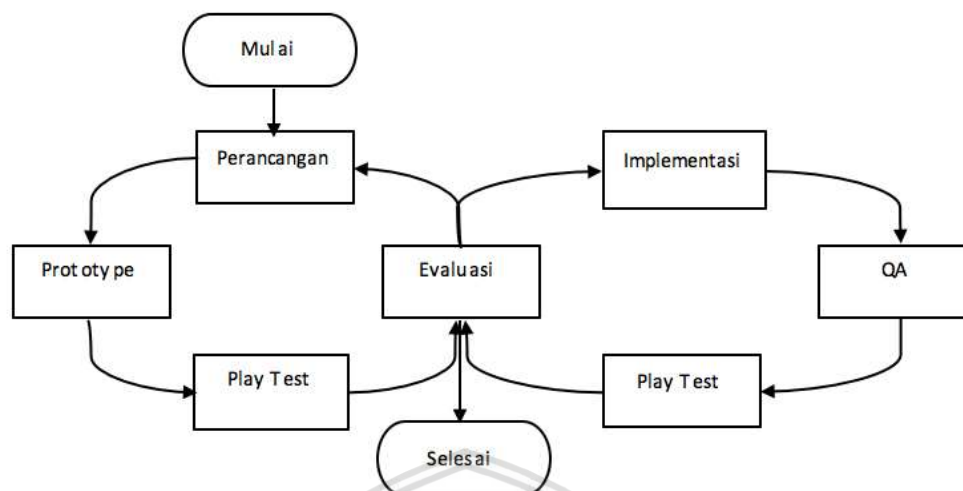 Mulai
Perancangan
Implementasi
Prototype
Evaluasi
QA
Play Test
Play Test
Selesai